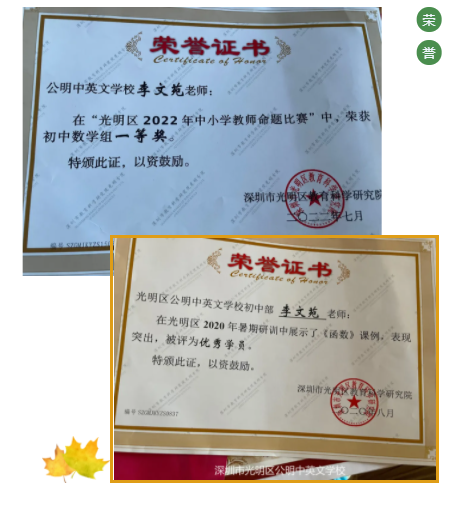 荣
誉
荣誉证书
Certificate of Honor
公明中英文学校李文苑老师:
在“光明区2022年中小学教师命题比赛”中、荣获
初中数学组一等奖。
特颁此证,以资鼓励。
深圳市光明区教育科学研究院
二〇二二年七月
荣誉证书
Certificate of Honor
光明区公明中英文学校初中部 李文苑 老师:
在光明区2020年暑期研训中展示了《函数》课例,表现
突出,被评为优秀学员。
特颁此证,以资鼓励。
深圳市光明区教育科学研究院
二〇二〇年八月
深圳市光明区公明中英文学校